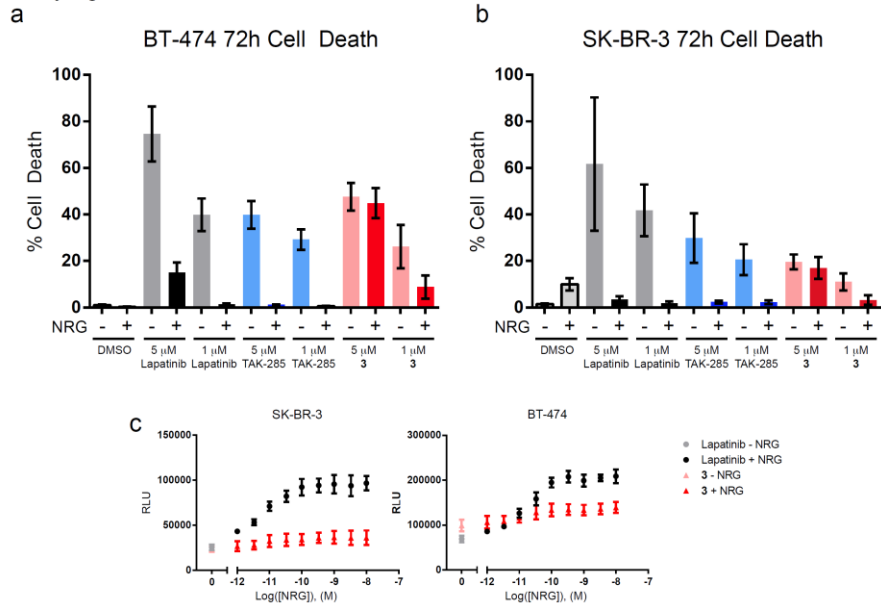 a
BT-474 72h Cell Death
100
80
60
40
20
0
% Cell Death
NRG - + - + - + - + - + - + - +
DMSO 5 μM Lapatinib 1 μM Lapatinib 5 μM TAK-285 1 μM TAK-285 5 μM 3 1 μM 3
b
SK-BR-3 72h Cell Death
100
80
60
40
20
0
% Cell Death
NRG - + - + - + - + - + - + - +
DMSO 5 μM Lapatinib 1 μM Lapatinib 5 μM TAK-285 1 μM TAK-285 5 μM 3 1 μM 3
c
SK-BR-3
150000
100000
50000
0
RLU
0 -12 -11 -10 -9 -8 -7
Log([NRG]), (M)
BT-474
300000
200000
100000
0
RLU
0 -12 -11 -10 -9 -8 -7
Log([NRG]), (M)
Lapatinib - NRG
Lapatinib + NRG
3 - NRG
3 + NRG